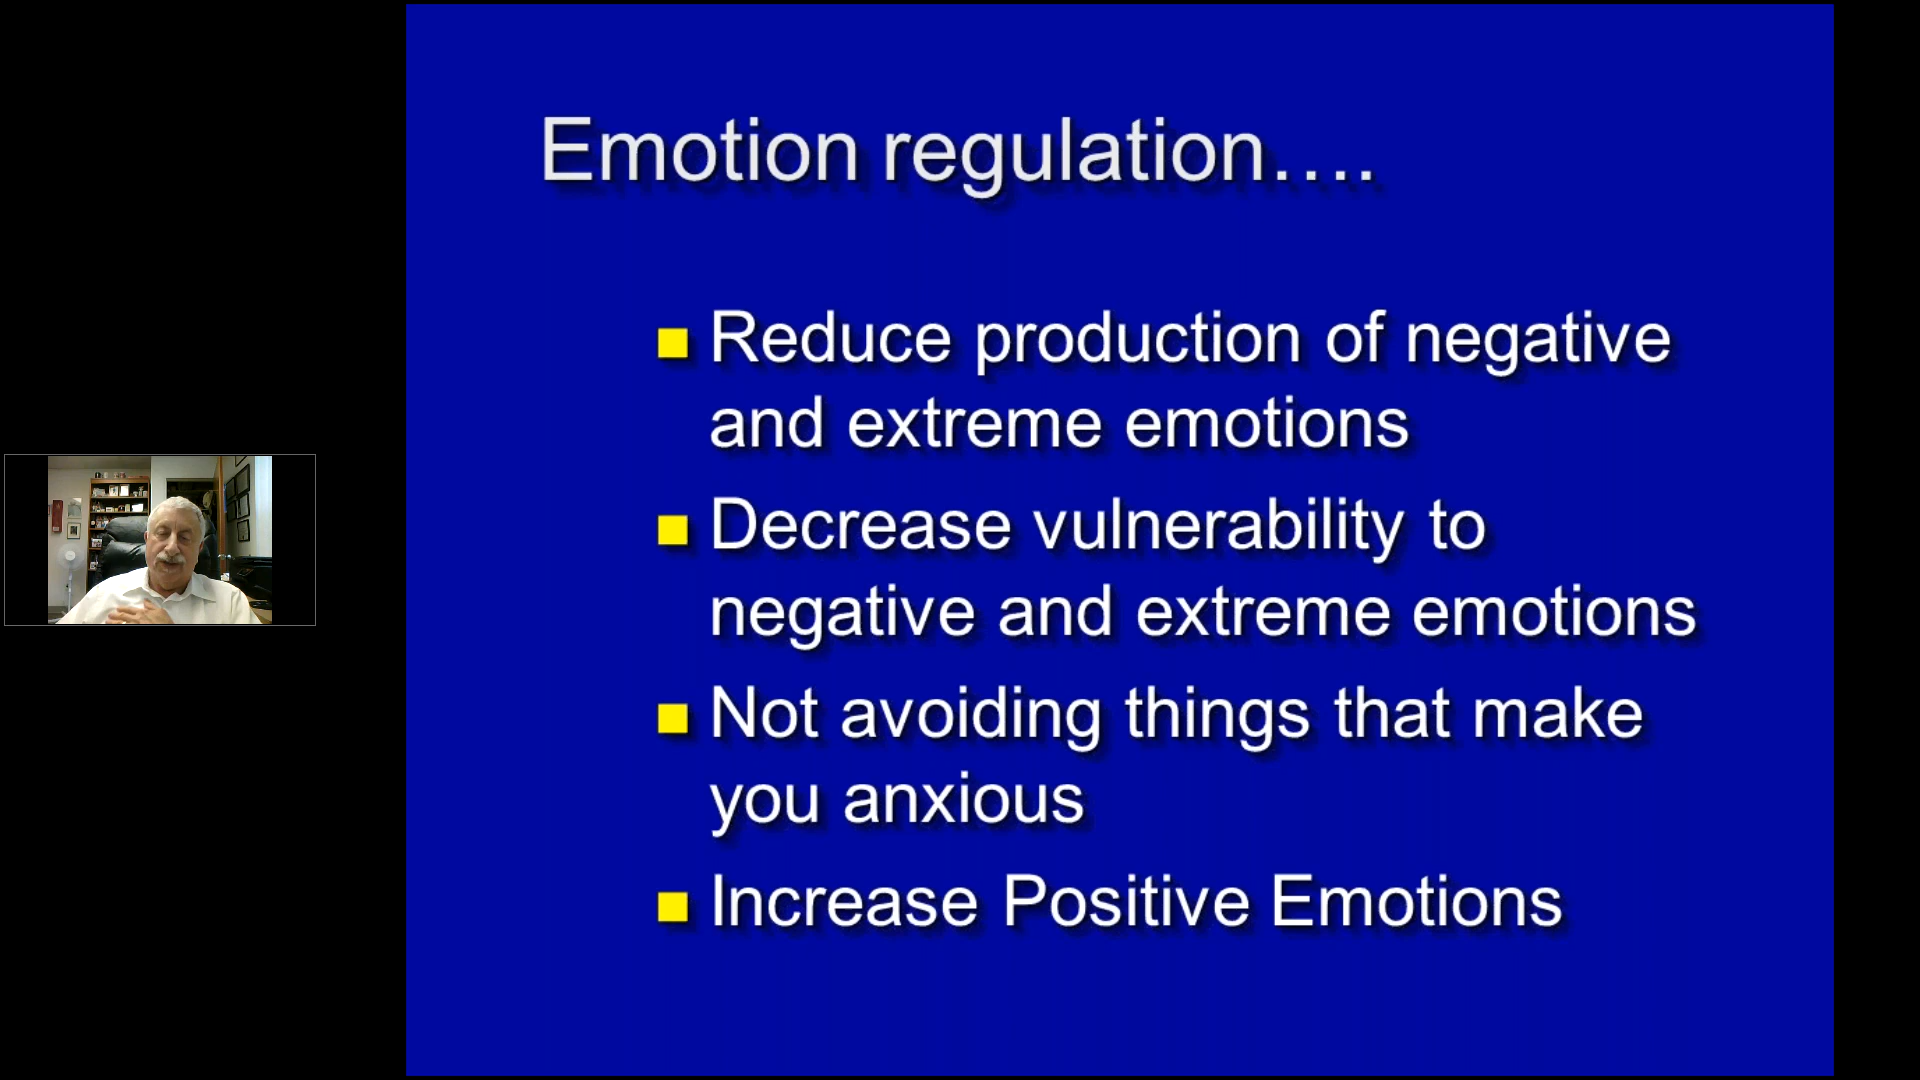 Emotion regulation....
Reduce production of negative
and extreme emotions
Decrease vulnerability to
negative and extreme emotions
Not avoiding things that make
you anxious
Increase Positive Emotions